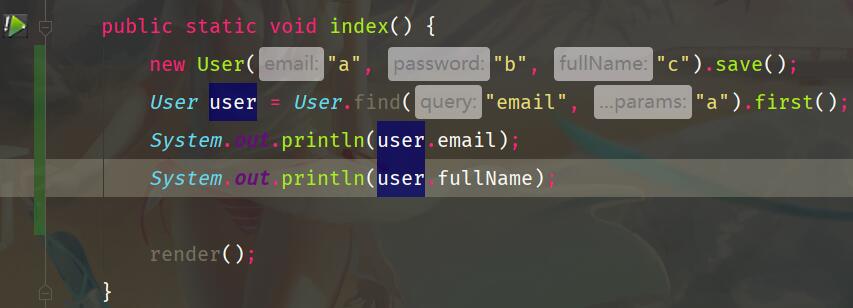 public static void index() {
new User( email: "a", password: "b", fullName: "c").save();
User user = User.find( query: "email", ...params: "a").first();
System.out.println(user.email);
System.out.println(user.fullName);
render();
}